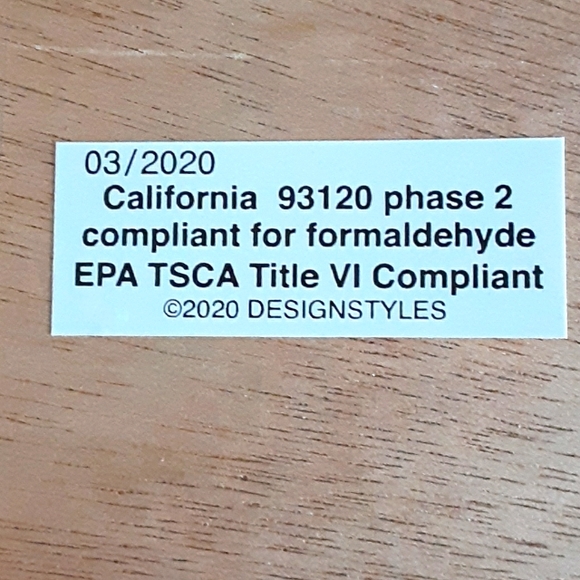 03/2020
California 93120 phase 2
compliant for formaldehyde
EPA TSCA Title VI Compliant
©2020 DESIGNSTYLES